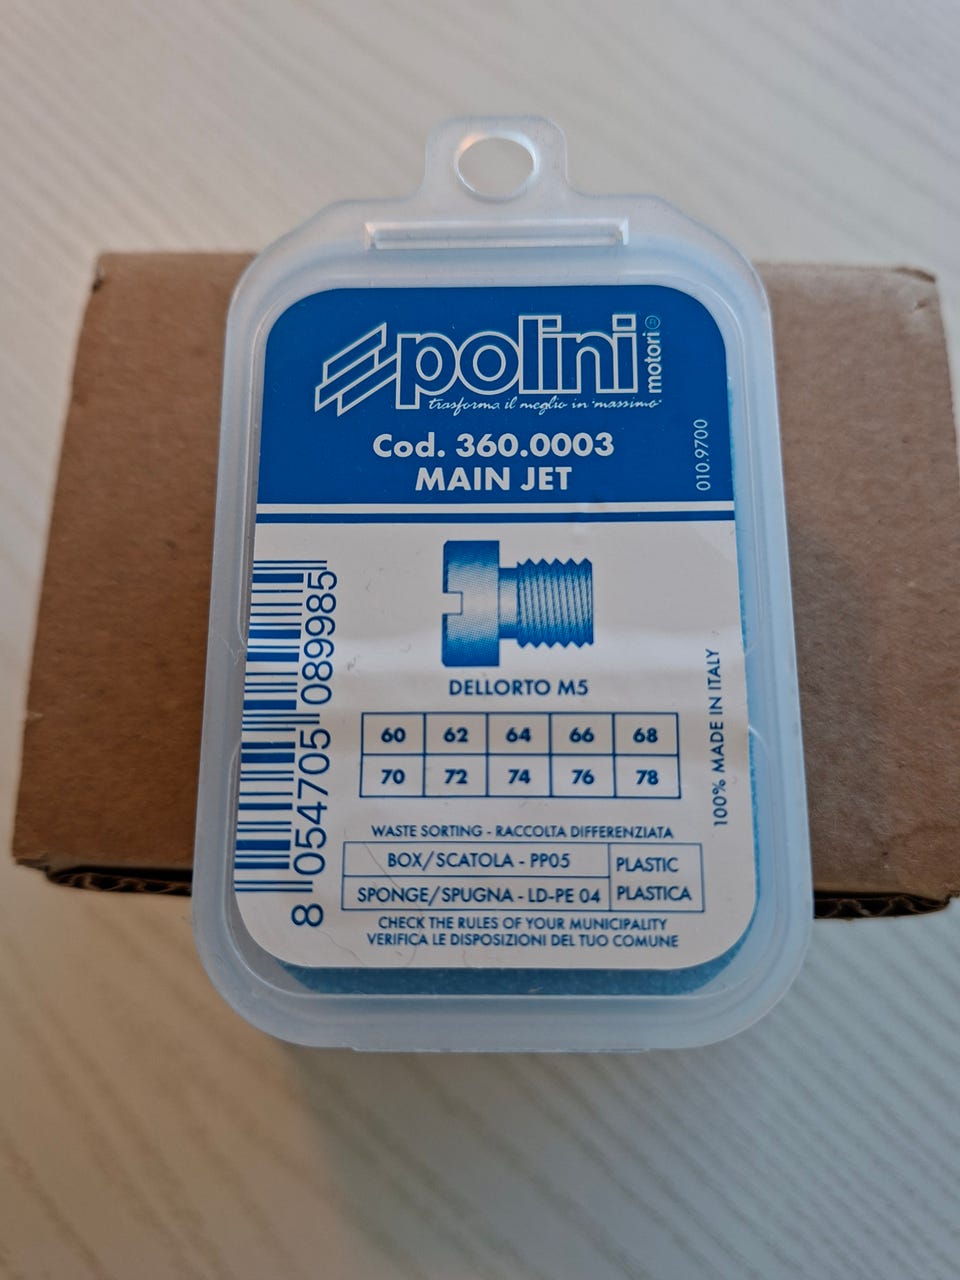 polini
motori®
trasforma il meglio in "massimo"
Cod. 360.0003
MAIN JET
010.9700
DELLORTO M5
60 62 64 66 68
70 72 74 76 78
8 054705 089985
100% MADE IN ITALY
WASTE SORTING - RACCOLTA DIFFERENZIATA
BOX/SCATOLA - PP05
SPONGE/SPUGNA - LD-PE 04
PLASTIC
PLASTICA
CHECK THE RULES OF YOUR MUNICIPALITY
VERIFICA LE DISPOSIZIONI DEL TUO COMUNE